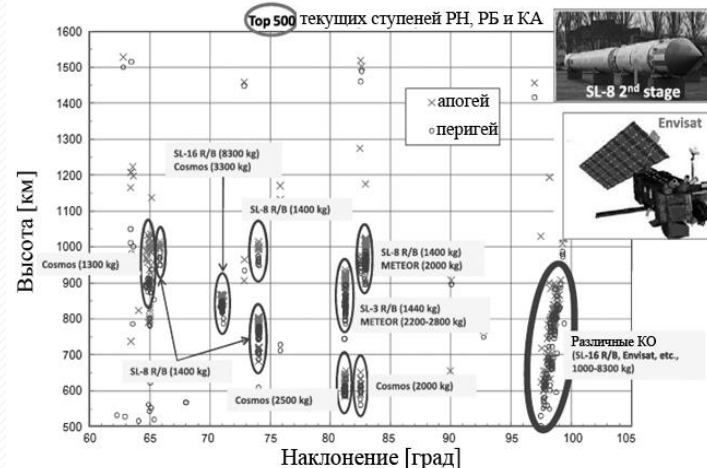 Top 500 текущих ступеней РН, РБ и КА
1600
1500
1400
1300
1200
1100
1000
900
800
700
600
500
Высота [км]
60
65
70
75
80
85
90
95
100
105
Наклонение [град]
× апогей
○ перигей
SL-8 2nd stage
Envisat
SL-16 R/B (8300 kg)
Cosmos (3300 kg)
SL-8 R/B (1400 kg)
Cosmos (1300 kg)
SL-8 R/B (1400 kg)
METEOR (2000 kg)
SL-3 R/B (1440 kg)
METEOR (2200-2800 kg)
SL-8 R/B (1400 kg)
Cosmos (2500 kg)
Cosmos (2000 kg)
Различные КО
(SL-16 R/B, Envisat, etc.,
1000-8300 kg)